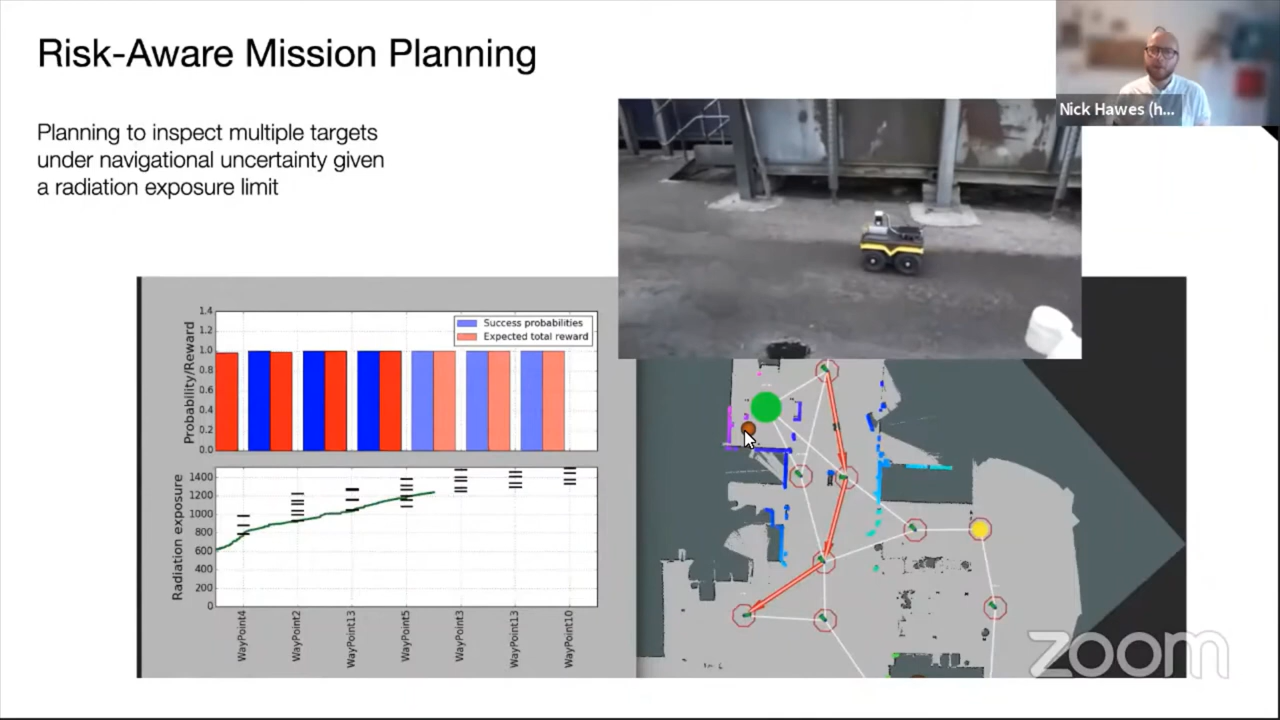 Risk-Aware Mission Planning
Nick Hawes (h...
Planning to inspect multiple targets
under navigational uncertainty given
a radiation exposure limit
Probability/Reward
1.4
1.2
1.0
0.8
0.6
0.4
0.2
0.0
Success probabilities
Expected total reward
Radiation exposure
1400
1200
1000
800
600
400
200
0
WayPoint4
WayPoint2
WayPoint13
WayPoint5
WayPoint3
WayPoint13
WayPoint10
zoom